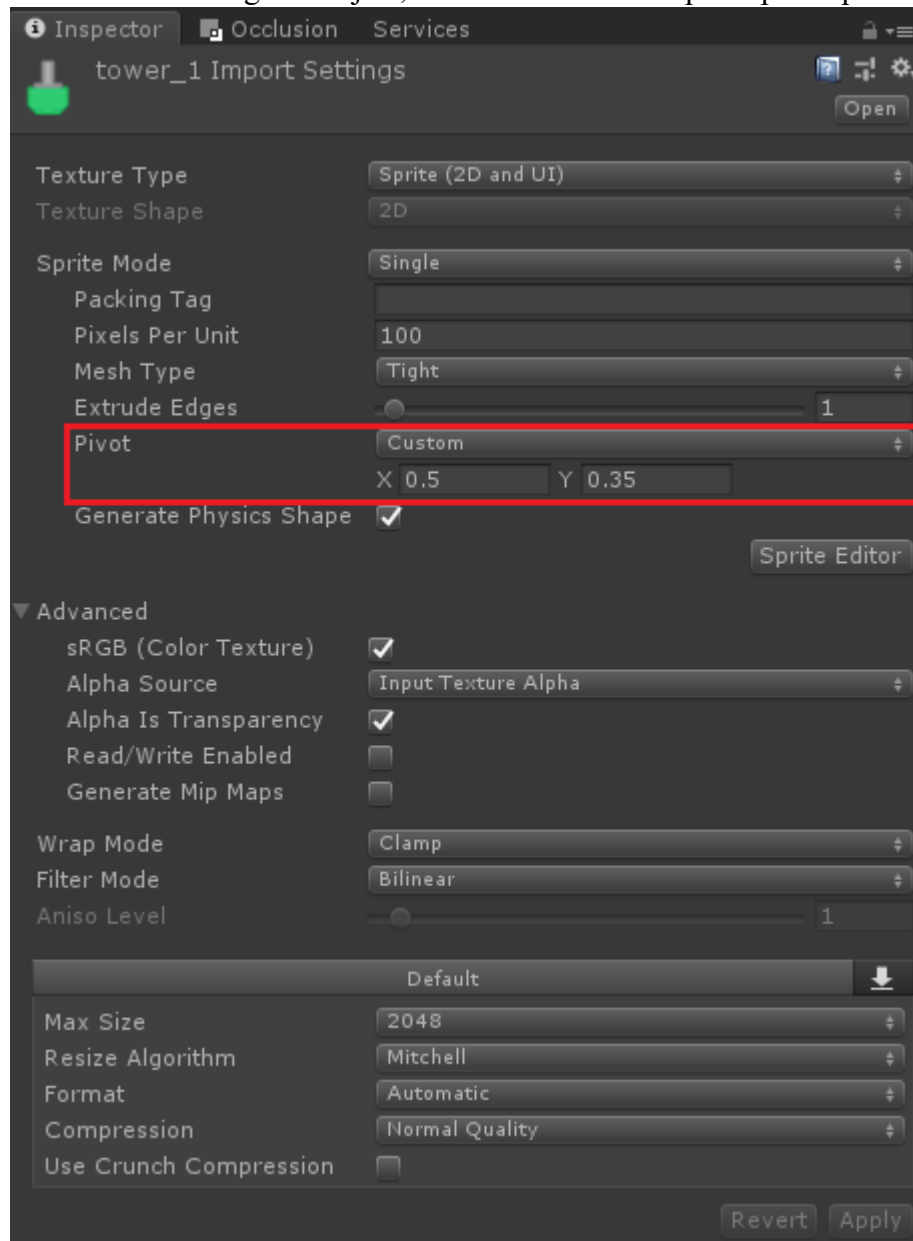 Inspector Occlusion Services
tower_1 Import Settings
Open
Texture Type Sprite (2D and UI)
Texture Shape 2D
Sprite Mode Single
Packing Tag
Pixels Per Unit 100
Mesh Type Tight
Extrude Edges 1
Pivot Custom
X 0.5 Y 0.35
Generate Physics Shape
Sprite Editor
Advanced
sRGB (Color Texture)
Alpha Source Input Texture Alpha
Alpha Is Transparency
Read/Write Enabled
Generate Mip Maps
Wrap Mode Clamp
Filter Mode Bilinear
Aniso Level 1
Default
Max Size 2048
Resize Algorithm Mitchell
Format Automatic
Compression Normal Quality
Use Crunch Compression
Revert Apply